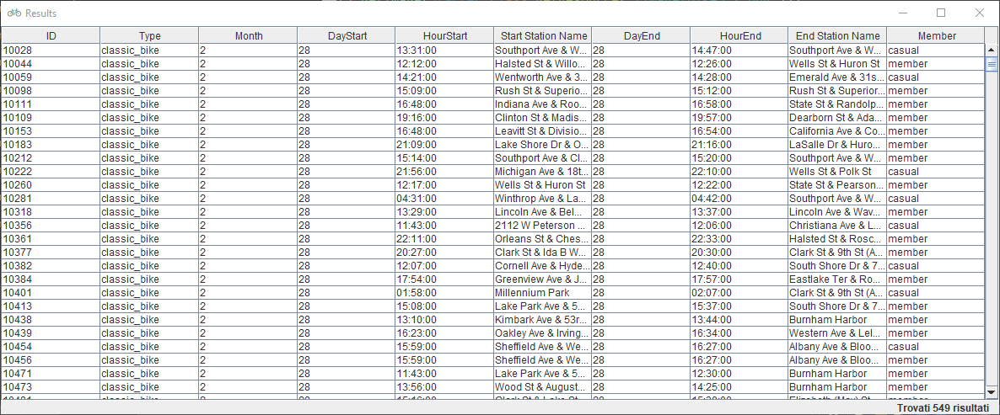 Results
ID Type Month DayStart HourStart Start Station Name DayEnd HourEnd End Station Name Member
10028 classic_bike 2 28 13:31:00 Southport Ave & W... 28 14:47:00 Southport Ave & W... casual
10044 classic_bike 2 28 12:12:00 Halsted St & Willo... 28 12:26:00 Wells St & Huron St member
10059 classic_bike 2 28 14:21:00 Wentworth Ave & 3... 28 14:28:00 Emerald Ave & 31s... casual
10098 classic_bike 2 28 15:09:00 Rush St & Superio... 28 15:12:00 Rush St & Superior... member
10111 classic_bike 2 28 16:48:00 Indiana Ave & Roo... 28 16:58:00 State St & Randolp... member
10109 classic_bike 2 28 19:16:00 Clinton St & Madis... 28 19:57:00 Dearborn St & Ada... member
10153 classic_bike 2 28 16:48:00 Leavitt St & Divisio... 28 16:54:00 California Ave & Co... member
10183 classic_bike 2 28 21:09:00 Lake Shore Dr & O... 28 21:16:00 LaSalle Dr & Huro... member
10212 classic_bike 2 28 15:14:00 Southport Ave & Cl... 28 15:20:00 Southport Ave & W... member
10222 classic_bike 2 28 21:56:00 Michigan Ave & 18t... 28 22:10:00 Wells St & Polk St casual
10260 classic_bike 2 28 12:17:00 Wells St & Huron St 28 12:22:00 State St & Pearson... member
10281 classic_bike 2 28 04:31:00 Winthrop Ave & La... 28 04:42:00 Southport Ave & W... casual
10318 classic_bike 2 28 13:29:00 Lincoln Ave & Bel... 28 13:37:00 Lincoln Ave & Wav... member
10356 classic_bike 2 28 11:43:00 2112 W Peterson ... 28 12:06:00 Christiana Ave & L... casual
10361 classic_bike 2 28 22:11:00 Orleans St & Ches... 28 22:33:00 Halsted St & Rosc... member
10377 classic_bike 2 28 20:27:00 Clark St & Ida B W... 28 20:30:00 Clark St & 9th St (A... member
10382 classic_bike 2 28 12:07:00 Cornell Ave & Hyde... 28 12:40:00 South Shore Dr & 7... casual
10384 classic_bike 2 28 17:54:00 Greenview Ave & J... 28 17:57:00 Eastlake Ter & Ro... member
10401 classic_bike 2 28 01:58:00 Millennium Park 28 02:07:00 Clark St & 9th St (A... casual
10413 classic_bike 2 28 15:08:00 Lake Park Ave & 5... 28 15:37:00 South Shore Dr & 7... member
10438 classic_bike 2 28 13:10:00 Kimbark Ave & 53r... 28 13:44:00 Burnham Harbor member
10439 classic_bike 2 28 16:23:00 Oakley Ave & Irving... 28 16:34:00 Western Ave & Lel... member
10454 classic_bike 2 28 15:59:00 Sheffield Ave & We... 28 16:27:00 Albany Ave & Bloo... casual
10456 classic_bike 2 28 15:59:00 Sheffield Ave & We... 28 16:27:00 Albany Ave & Bloo... member
10471 classic_bike 2 28 11:43:00 Lake Park Ave & 5... 28 12:30:00 Burnham Harbor member
10473 classic_bike 2 28 13:56:00 Wood St & August... 28 14:25:00 Burnham Harbor member
Trovati 549 risultati